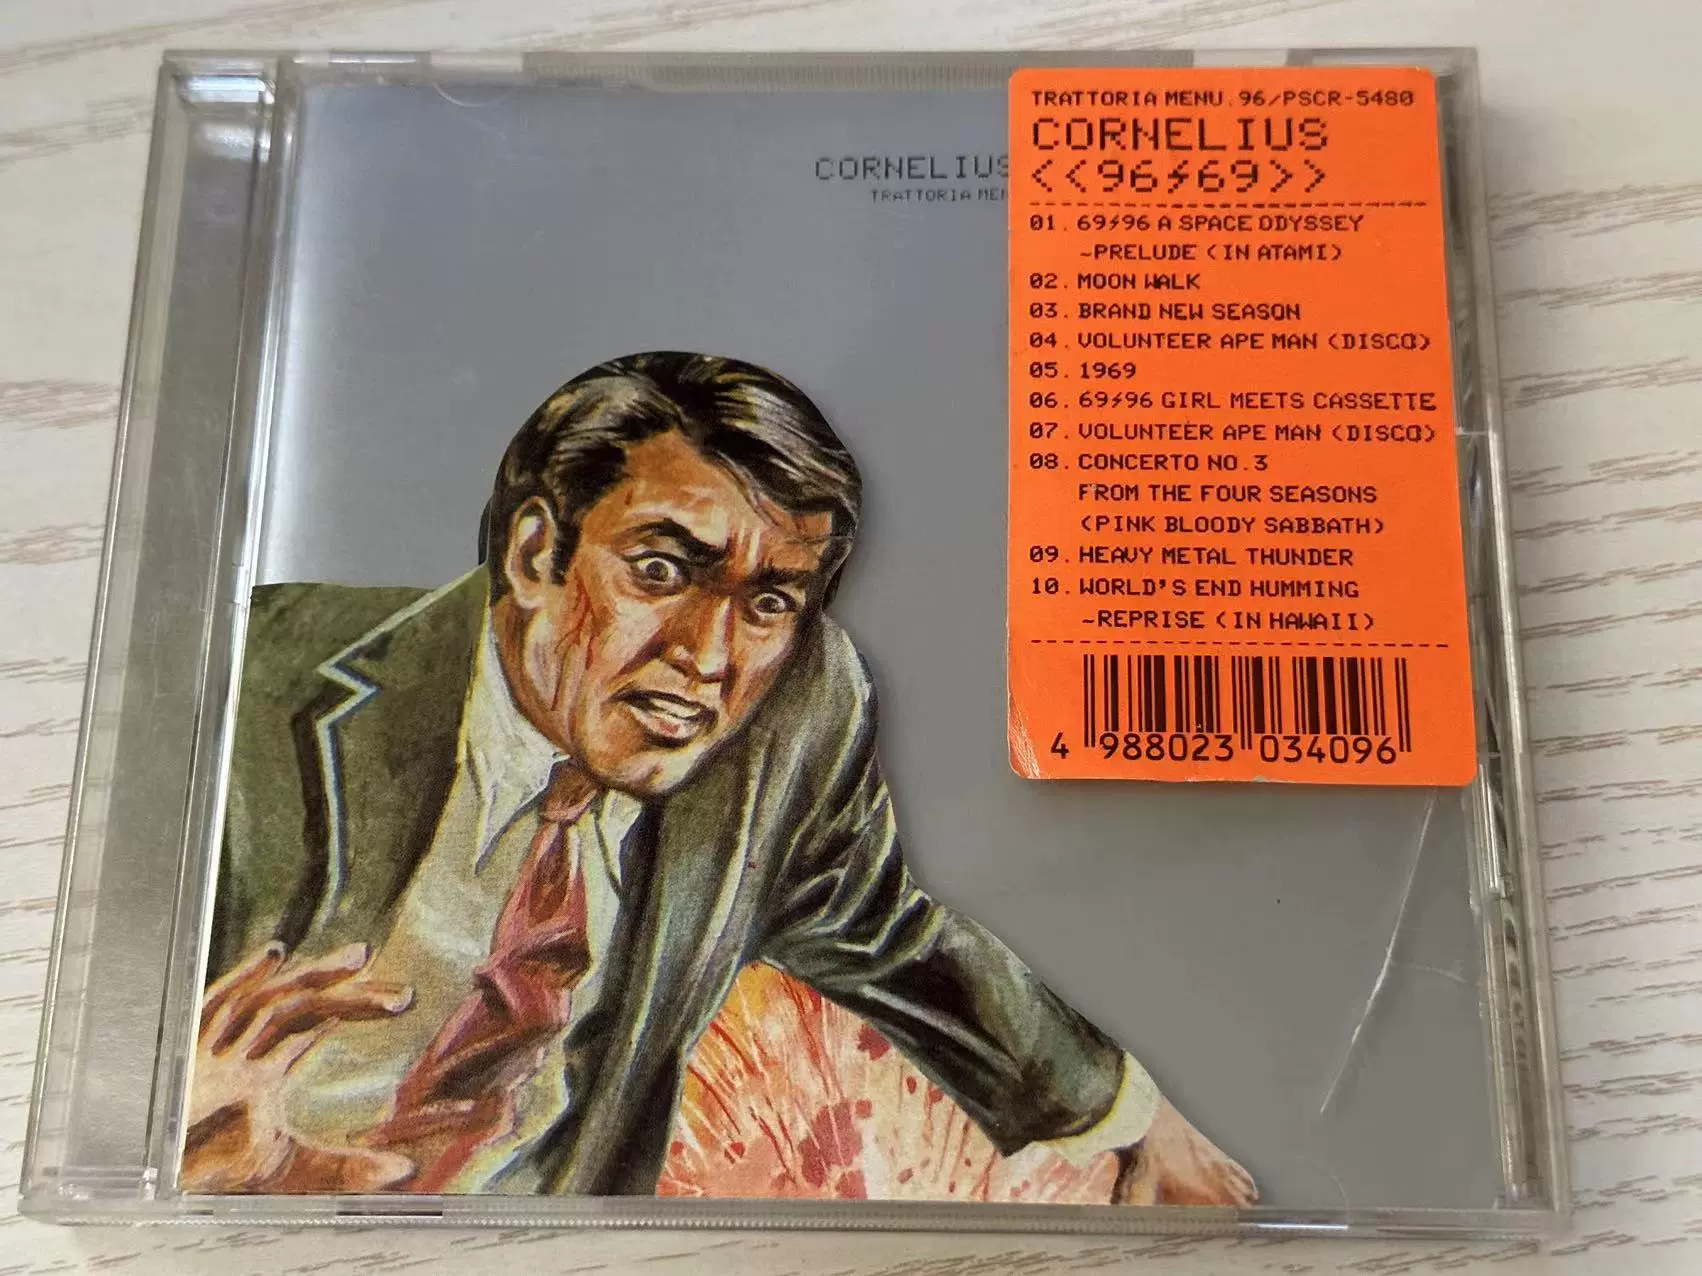 CORNELIUS
TRATTORIA MEN
TRATTORIA MENU.96/PSCR-5480
CORNELIUS
<<96⚡69>>
01. 69⚡96 A SPACE ODYSSEY
~PRELUDE (IN ATAMI)
02. MOON WALK
03. BRAND NEW SEASON
04. VOLUNTEER APE MAN (DISCO)
05. 1969
06. 69⚡96 GIRL MEETS CASSETTE
07. VOLUNTEER APE MAN (DISCO)
08. CONCERTO NO.3
FROM THE FOUR SEASONS
(PINK BLOODY SABBATH)
09. HEAVY METAL THUNDER
10. WORLD'S END HUMMING
~REPRISE (IN HAWAII)
4 988023 034096